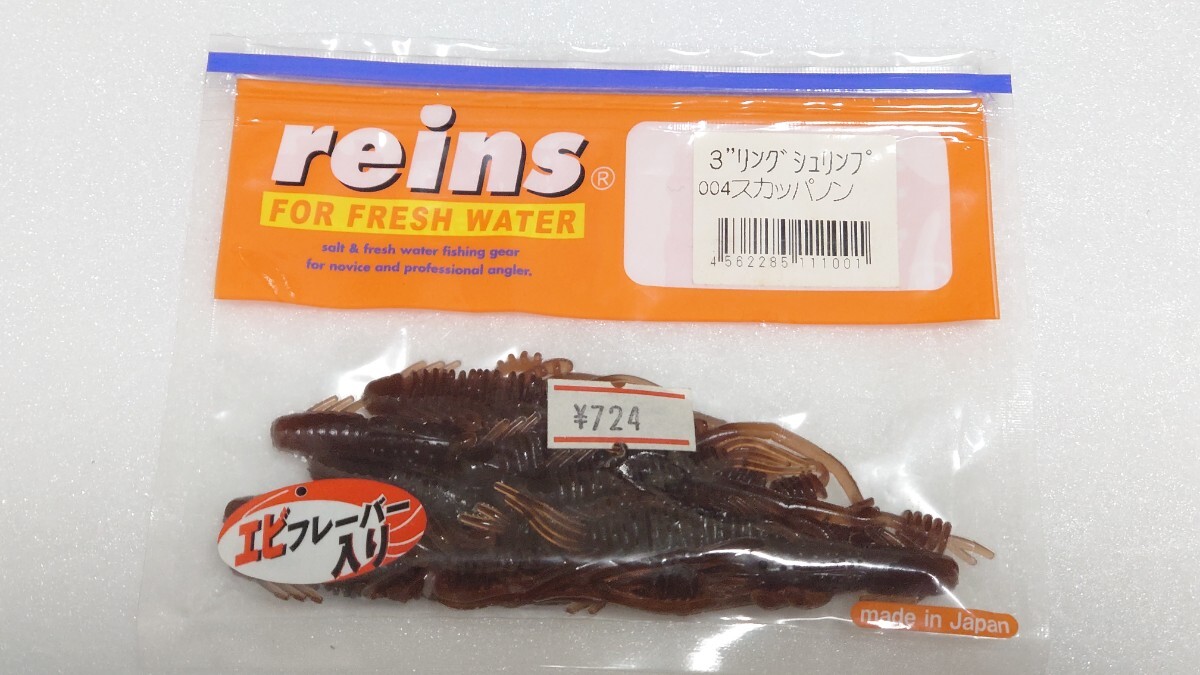 reins®
FOR FRESH WATER
salt & fresh water fishing gear
for novice and professional angler.
3”リングシュリンプ
004スカッパノン
4 562285 111001
¥724
エビフレーバー
入り
made in Japan